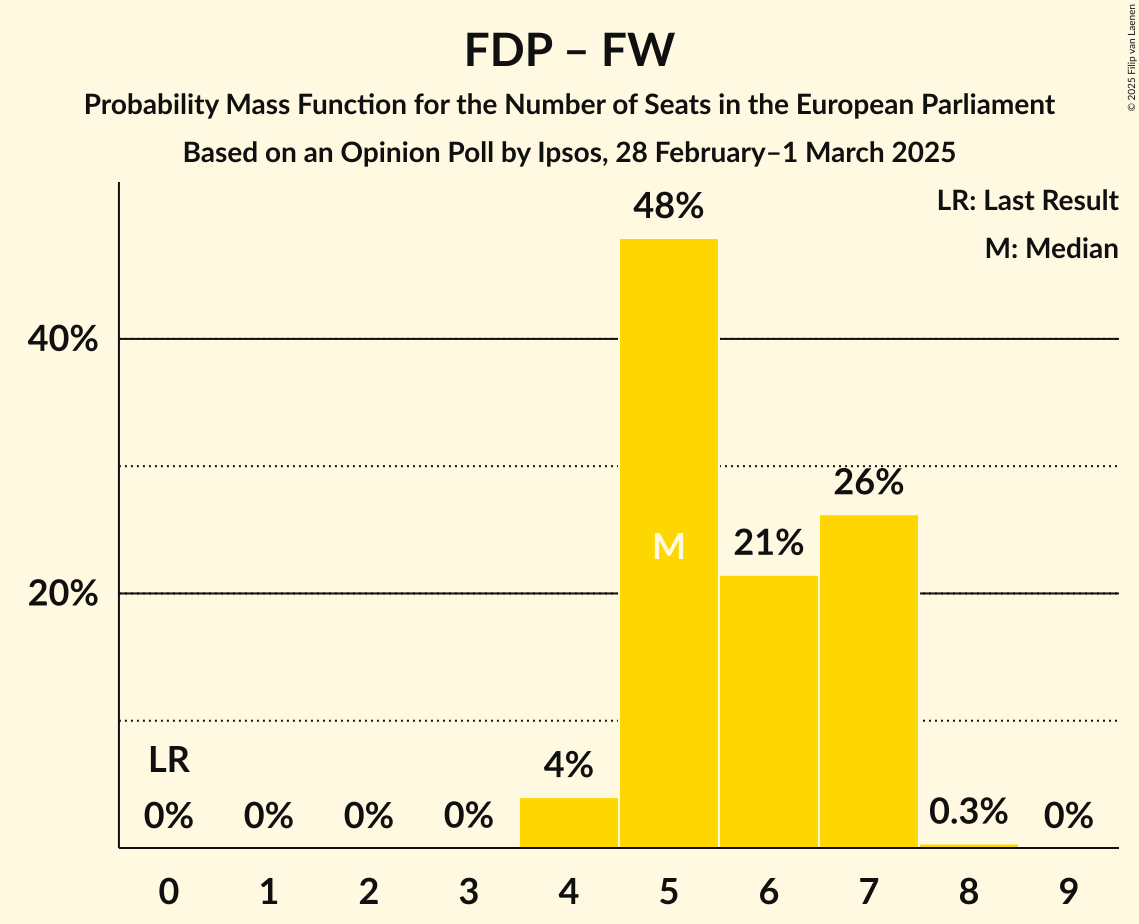 FDP – FW
Probability Mass Function for the Number of Seats in the European Parliament
Based on an Opinion Poll by Ipsos, 28 February–1 March 2025
© 2025 Filip van Laenen
LR: Last Result
M: Median
48%
40%
26%
21%
M
20%
LR
4%
0% 0% 0% 0% 0.3% 0%
0 1 2 3 4 5 6 7 8 9